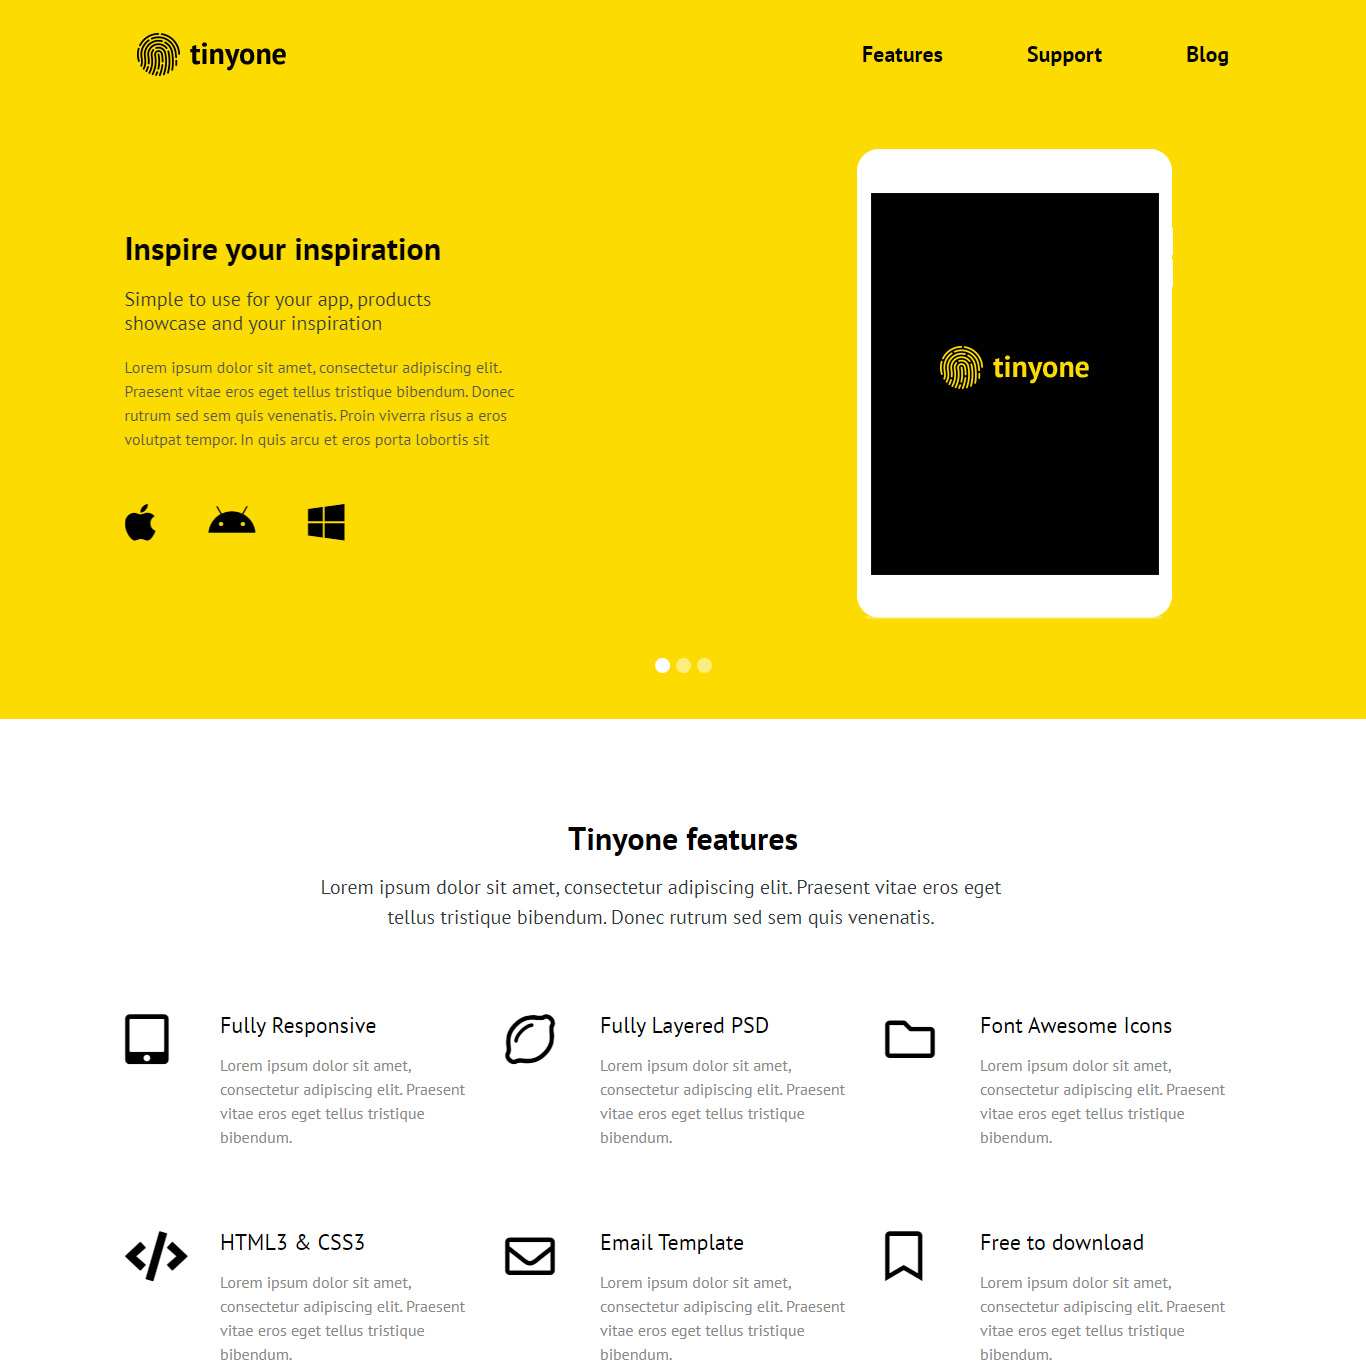 tinyone
Features
Support
Blog
Inspire your inspiration
Simple to use for your app, products
showcase and your inspiration
Lorem ipsum dolor sit amet, consectetur adipiscing elit.
Praesent vitae eros eget tellus tristique bibendum. Donec
rutrum sed sem quis venenatis. Proin viverra risus a eros
volutpat tempor. In quis arcu et eros porta lobortis sit
tinyone
Tinyone features
Lorem ipsum dolor sit amet, consectetur adipiscing elit. Praesent vitae eros eget
tellus tristique bibendum. Donec rutrum sed sem quis venenatis.
Fully Responsive
Lorem ipsum dolor sit amet,
consectetur adipiscing elit. Praesent
vitae eros eget tellus tristique
bibendum.
Fully Layered PSD
Lorem ipsum dolor sit amet,
consectetur adipiscing elit. Praesent
vitae eros eget tellus tristique
bibendum.
Font Awesome Icons
Lorem ipsum dolor sit amet,
consectetur adipiscing elit. Praesent
vitae eros eget tellus tristique
bibendum.
HTML3 & CSS3
Lorem ipsum dolor sit amet,
consectetur adipiscing elit. Praesent
vitae eros eget tellus tristique
bibendum.
Email Template
Lorem ipsum dolor sit amet,
consectetur adipiscing elit. Praesent
vitae eros eget tellus tristique
bibendum.
Free to download
Lorem ipsum dolor sit amet,
consectetur adipiscing elit. Praesent
vitae eros eget tellus tristique
bibendum.